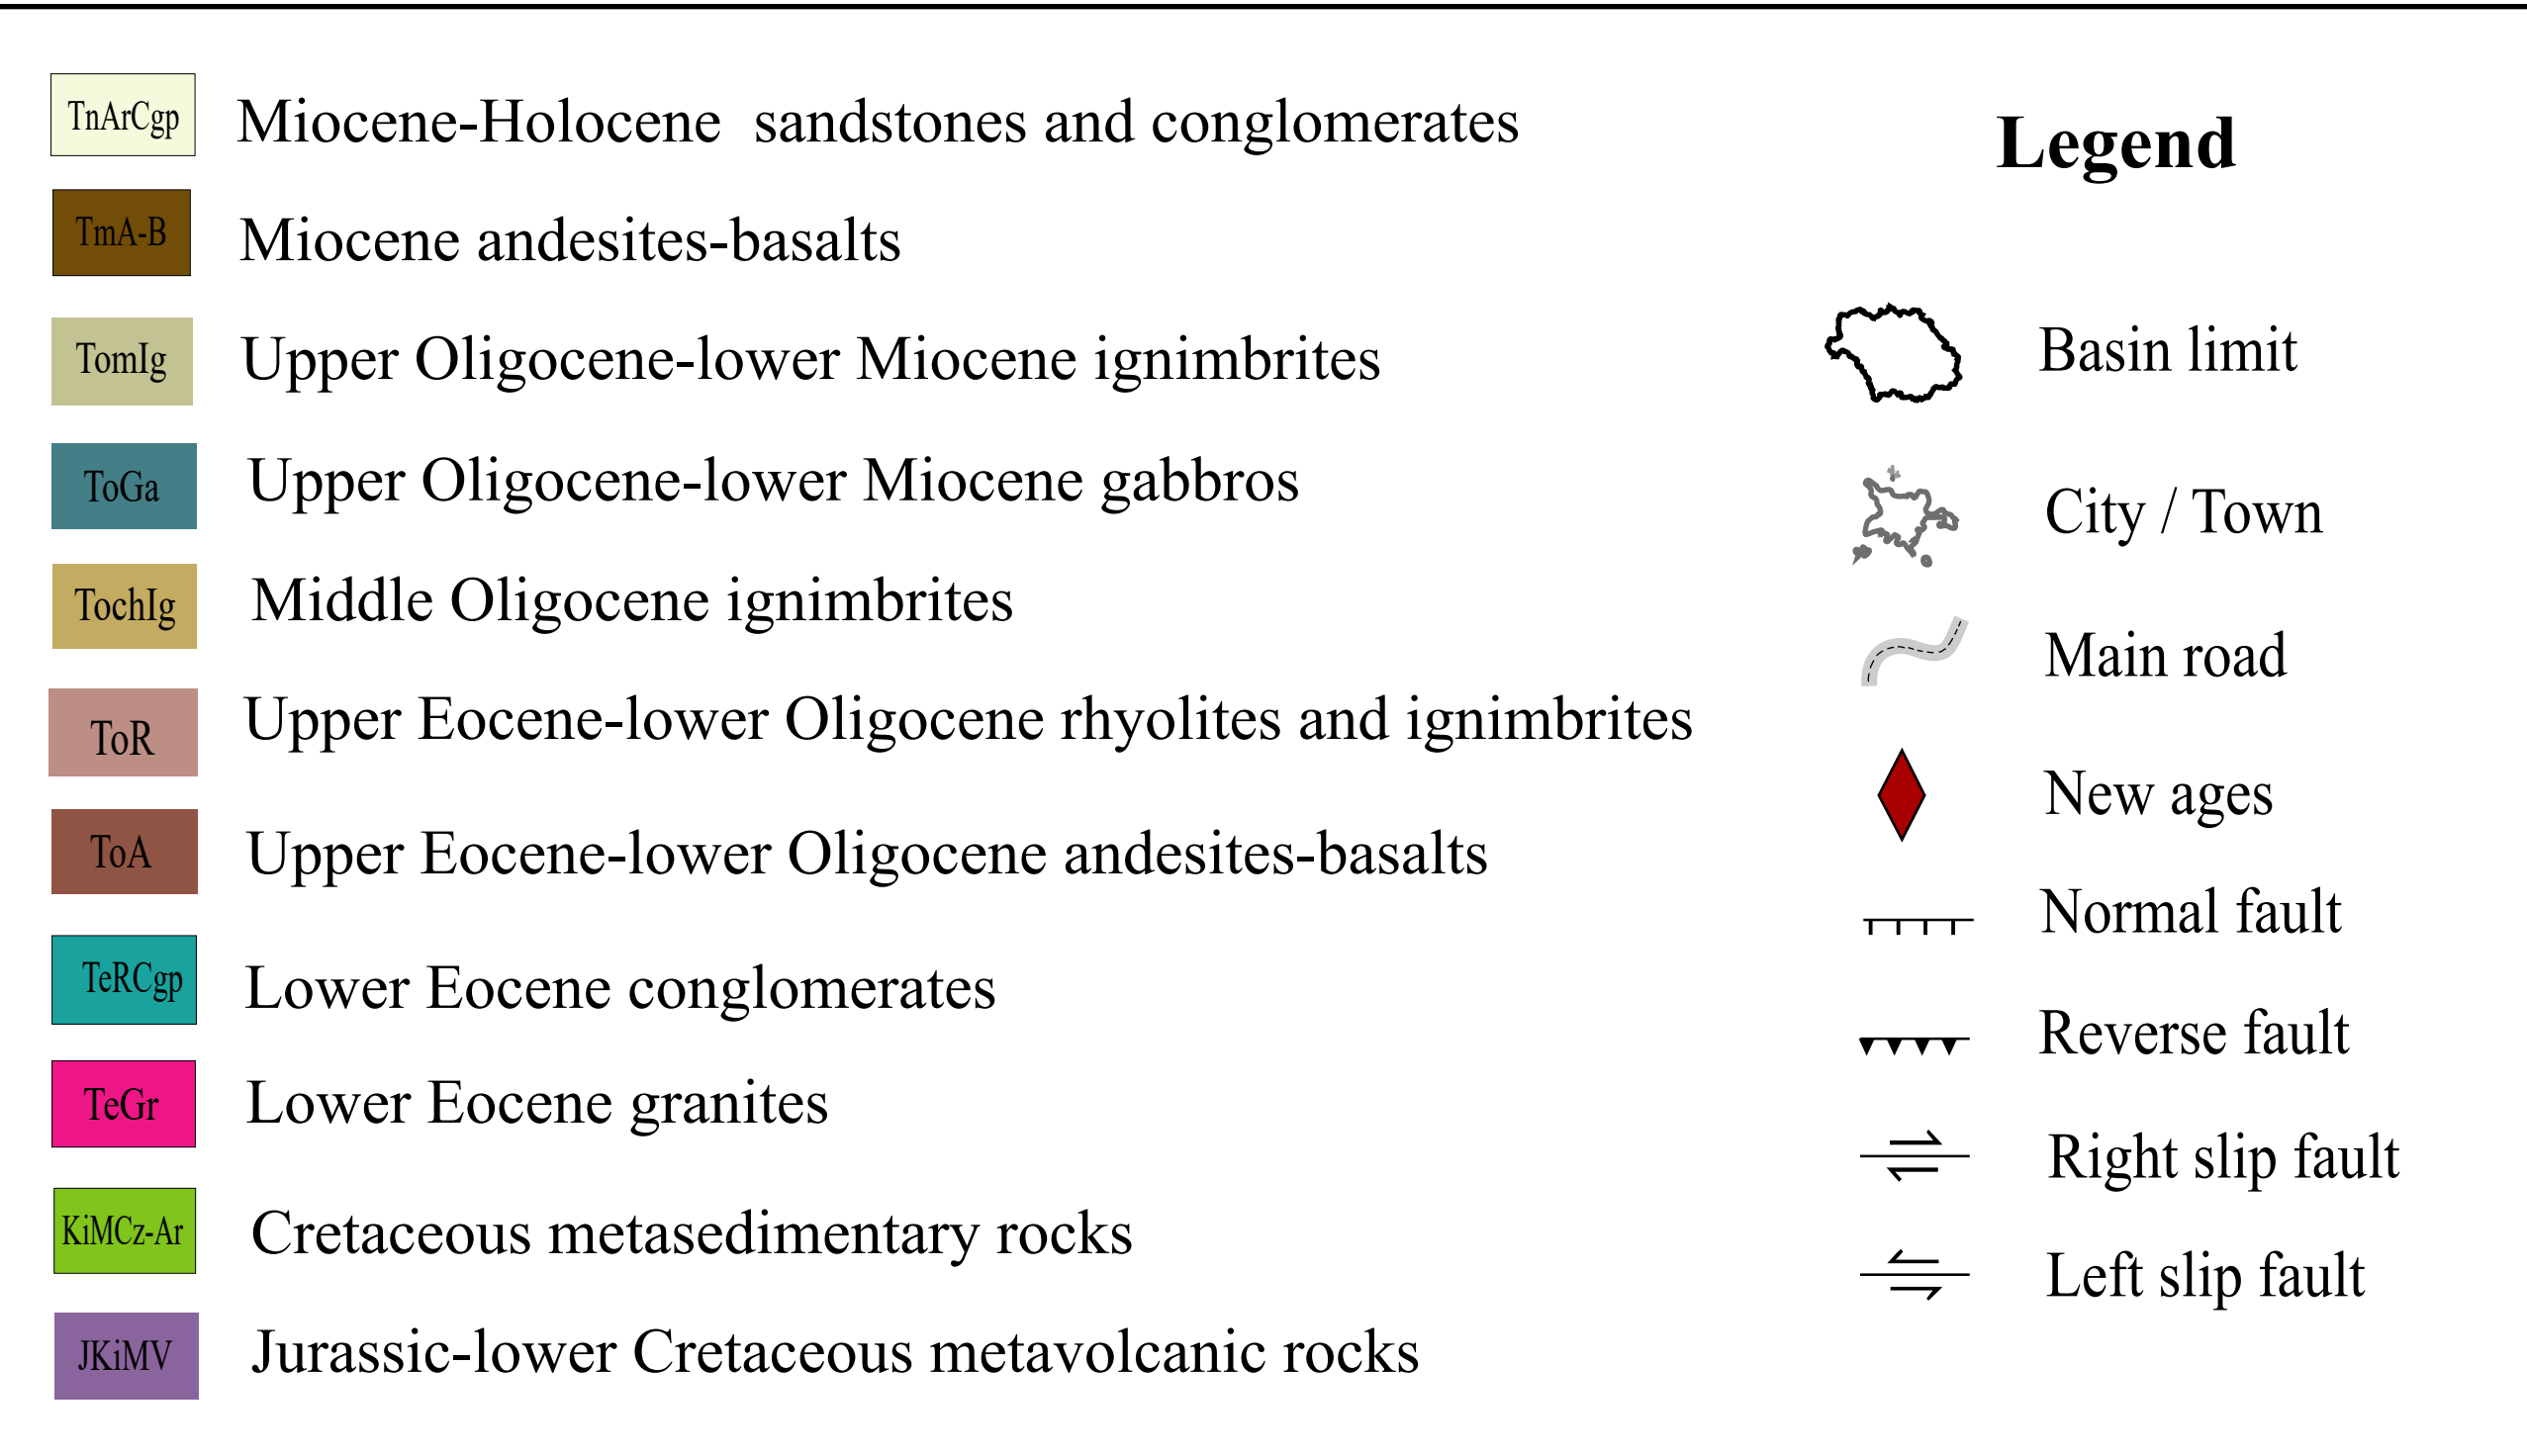 TnArCgp Miocene-Holocene sandstones and conglomerates
TmA-B Miocene andesites-basalts
TomIg Upper Oligocene-lower Miocene ignimbrites
ToGa Upper Oligocene-lower Miocene gabbros
TochIg Middle Oligocene ignimbrites
ToR Upper Eocene-lower Oligocene rhyolites and ignimbrites
ToA Upper Eocene-lower Oligocene andesites-basalts
TeRCgp Lower Eocene conglomerates
TeGr Lower Eocene granites
KiMCz-Ar Cretaceous metasedimentary rocks
JKiMV Jurassic-lower Cretaceous metavolcanic rocks
Legend
Basin limit
City / Town
Main road
New ages
Normal fault
Reverse fault
Right slip fault
Left slip fault